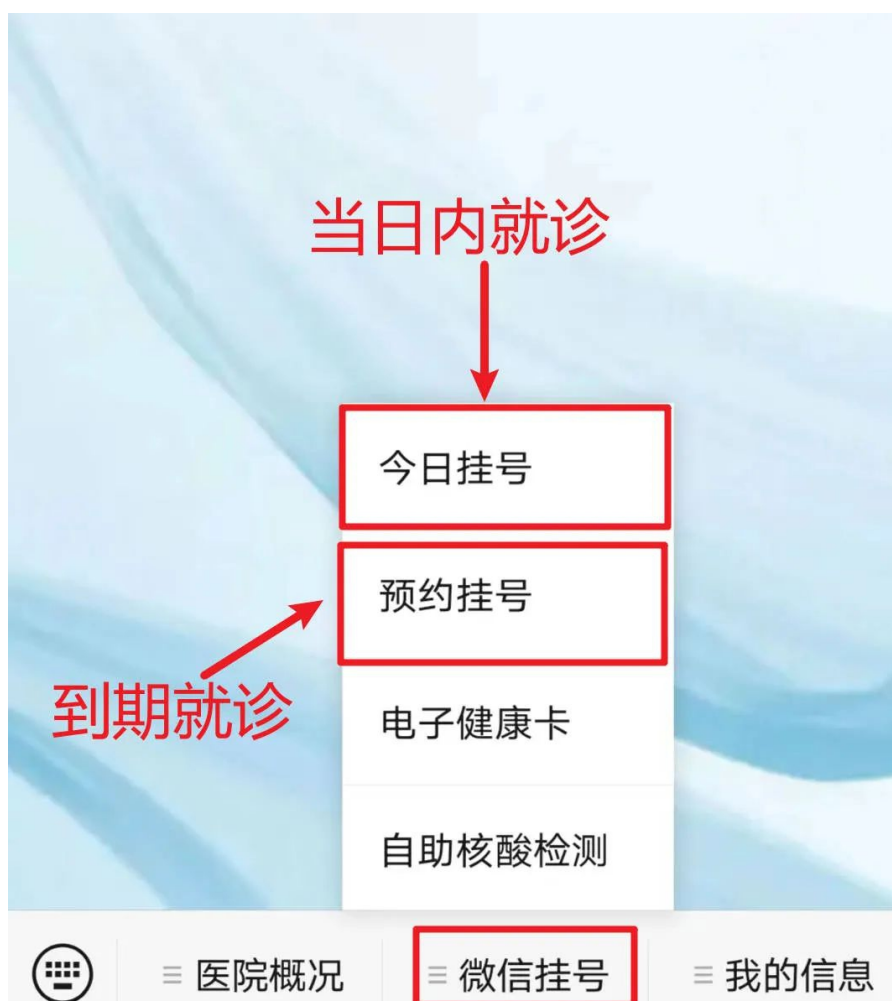 当日内就诊
今日挂号
预约挂号
到期就诊
电子健康卡
自助核酸检测
医院概况
微信挂号
我的信息